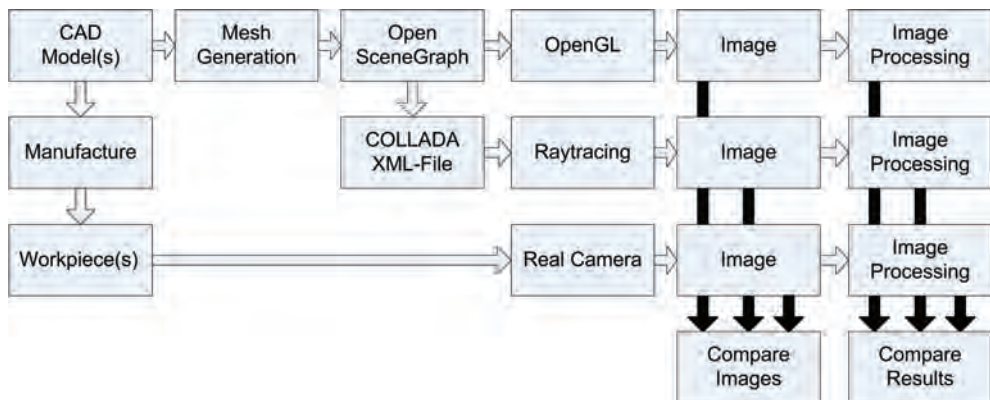 CAD
Model(s)
Mesh
Generation
Open
SceneGraph
OpenGL
Image
Image
Processing
Manufacture
COLLADA
XML-File
Raytracing
Image
Image
Processing
Workpiece(s)
Real Camera
Image
Image
Processing
Compare
Images
Compare
Results